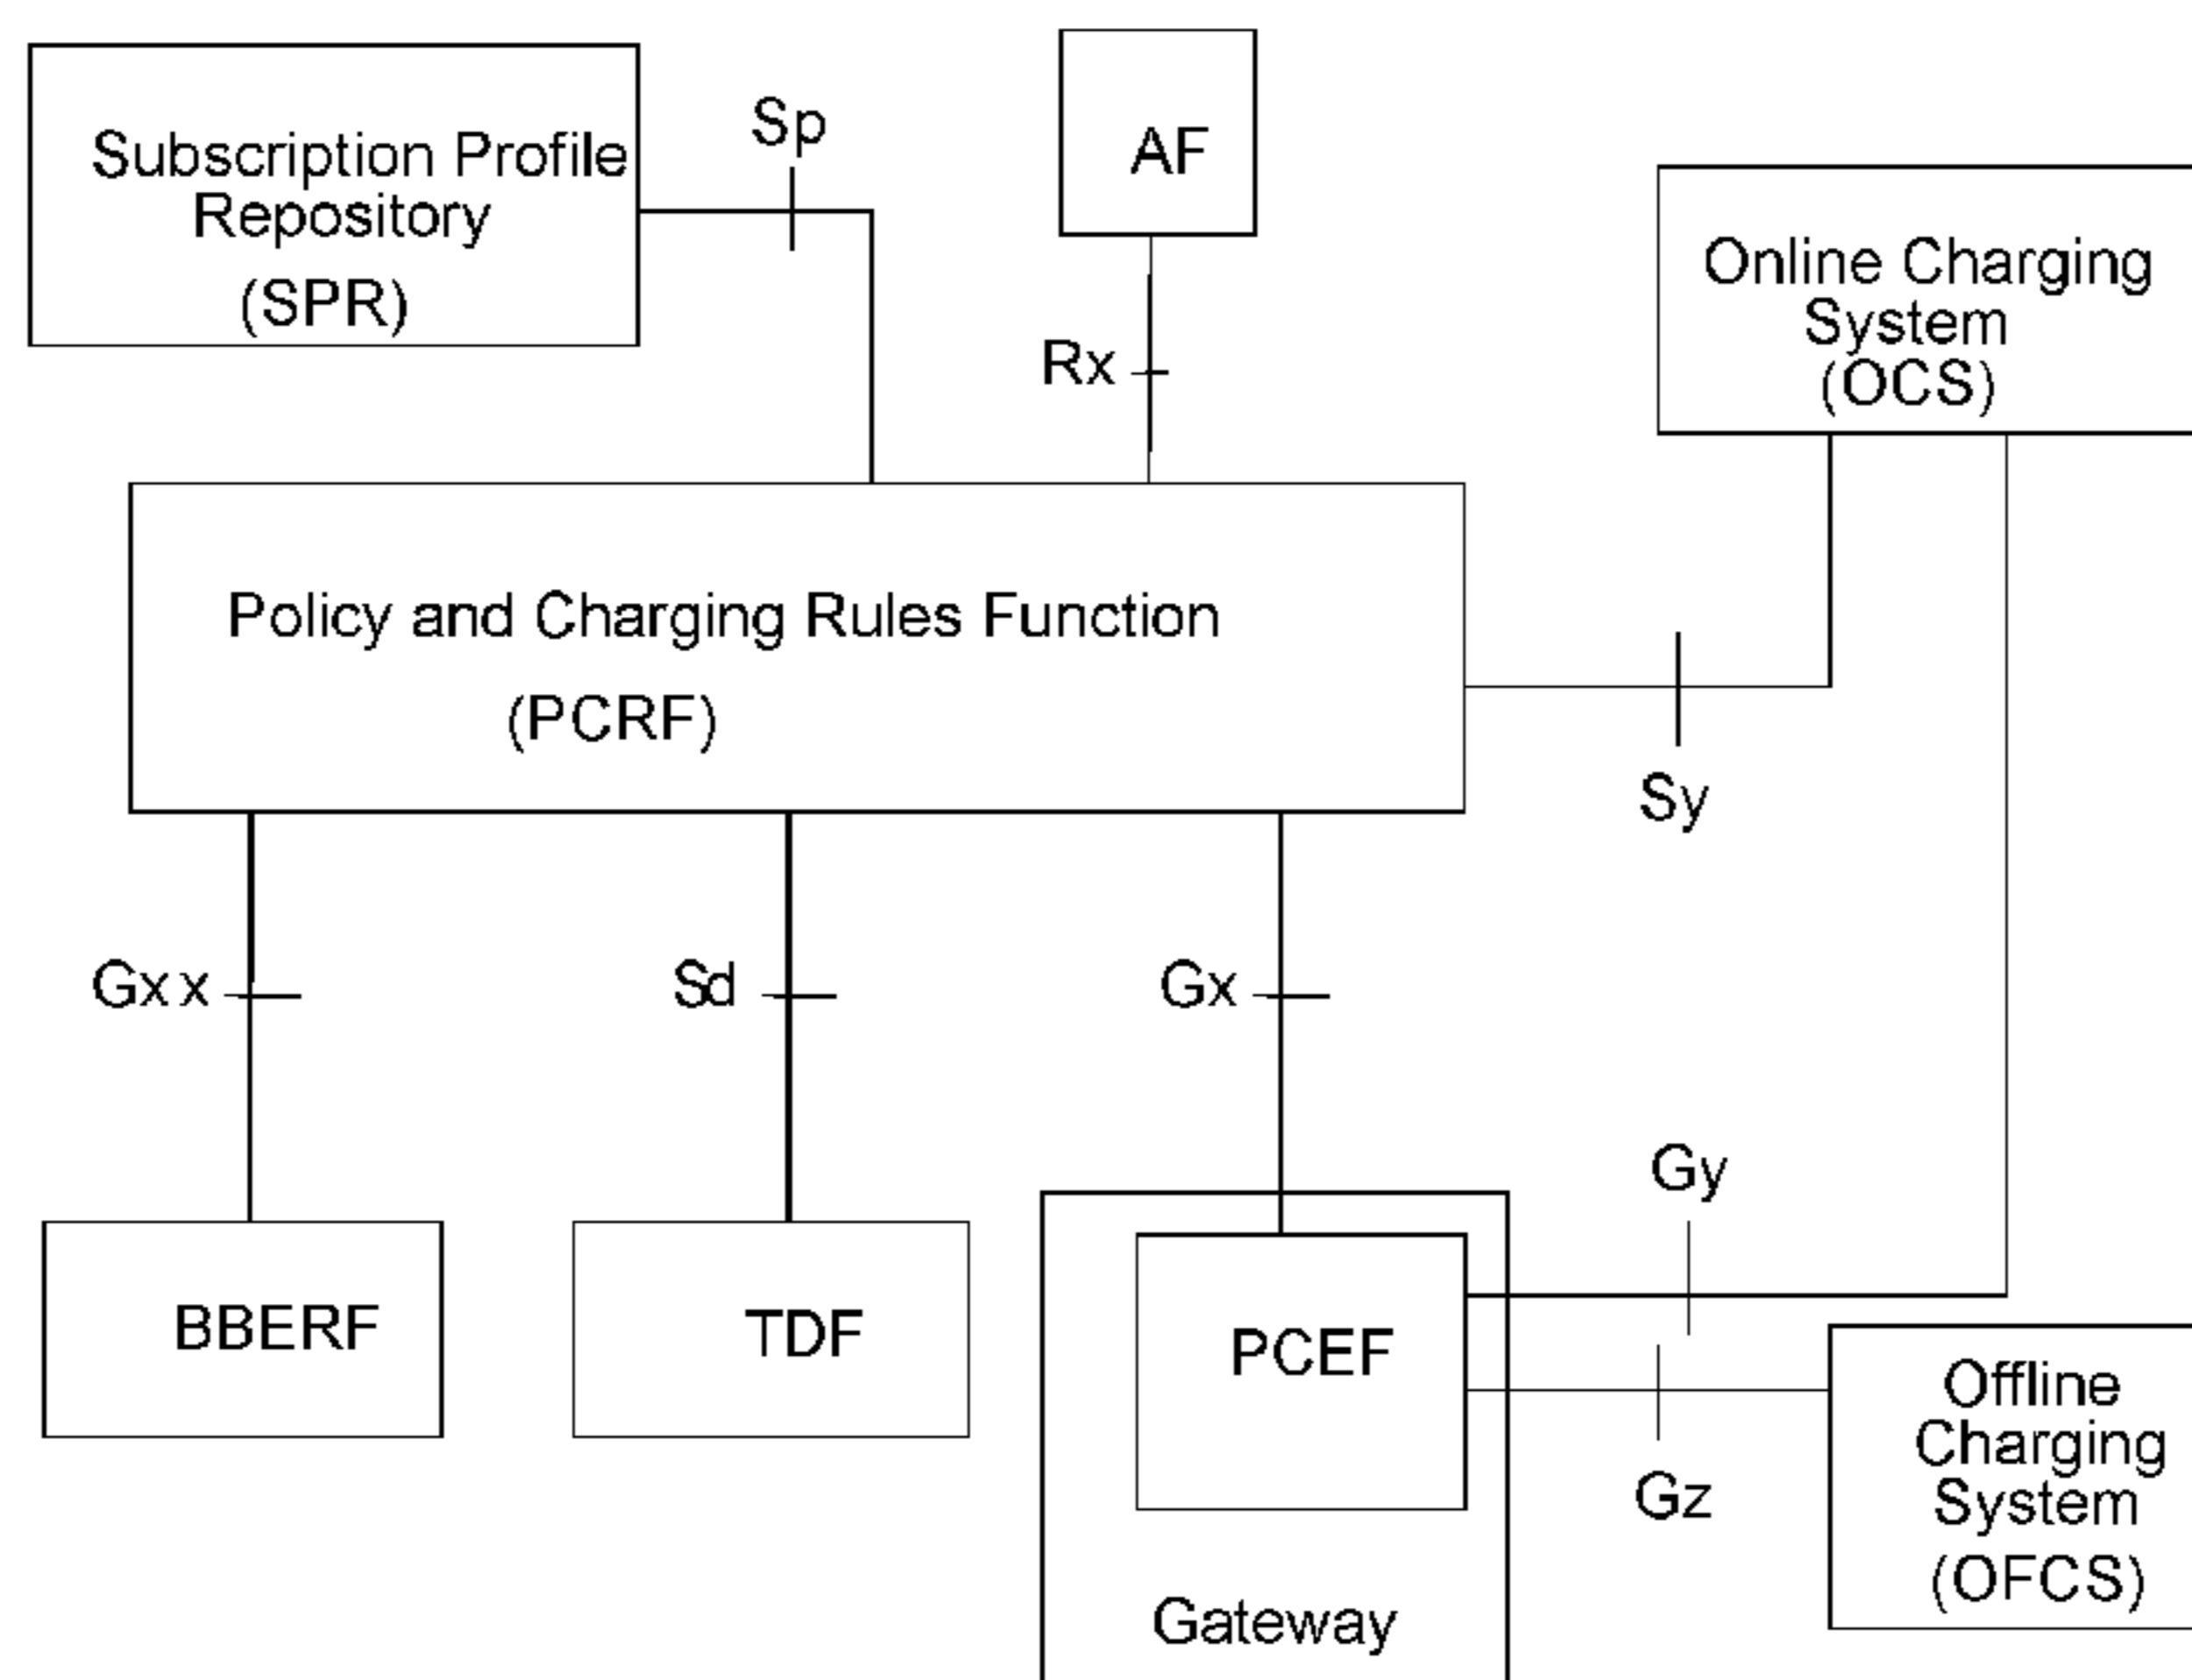 Subscription Profile
Repository
(SPR)
Sp
AF
Rx
Online Charging
System
(OCS)
Policy and Charging Rules Function
(PCRF)
Sy
Gxx
Sd
Gx
Gy
BBERF
TDF
PCEF
Gz
Offline
Charging
System
(OFCS)
Gateway